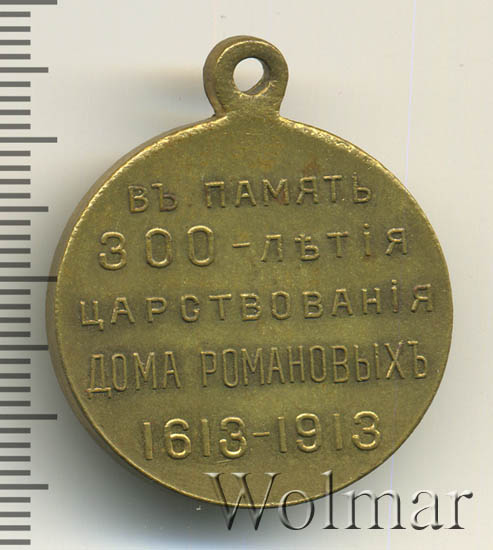 ВЪ ПАМЯТЬ
300-ЛѢТІЯ
ЦАРСТВОВАНІЯ
ДОМА РОМАНОВЫХЪ
1613-1913
Wolmar